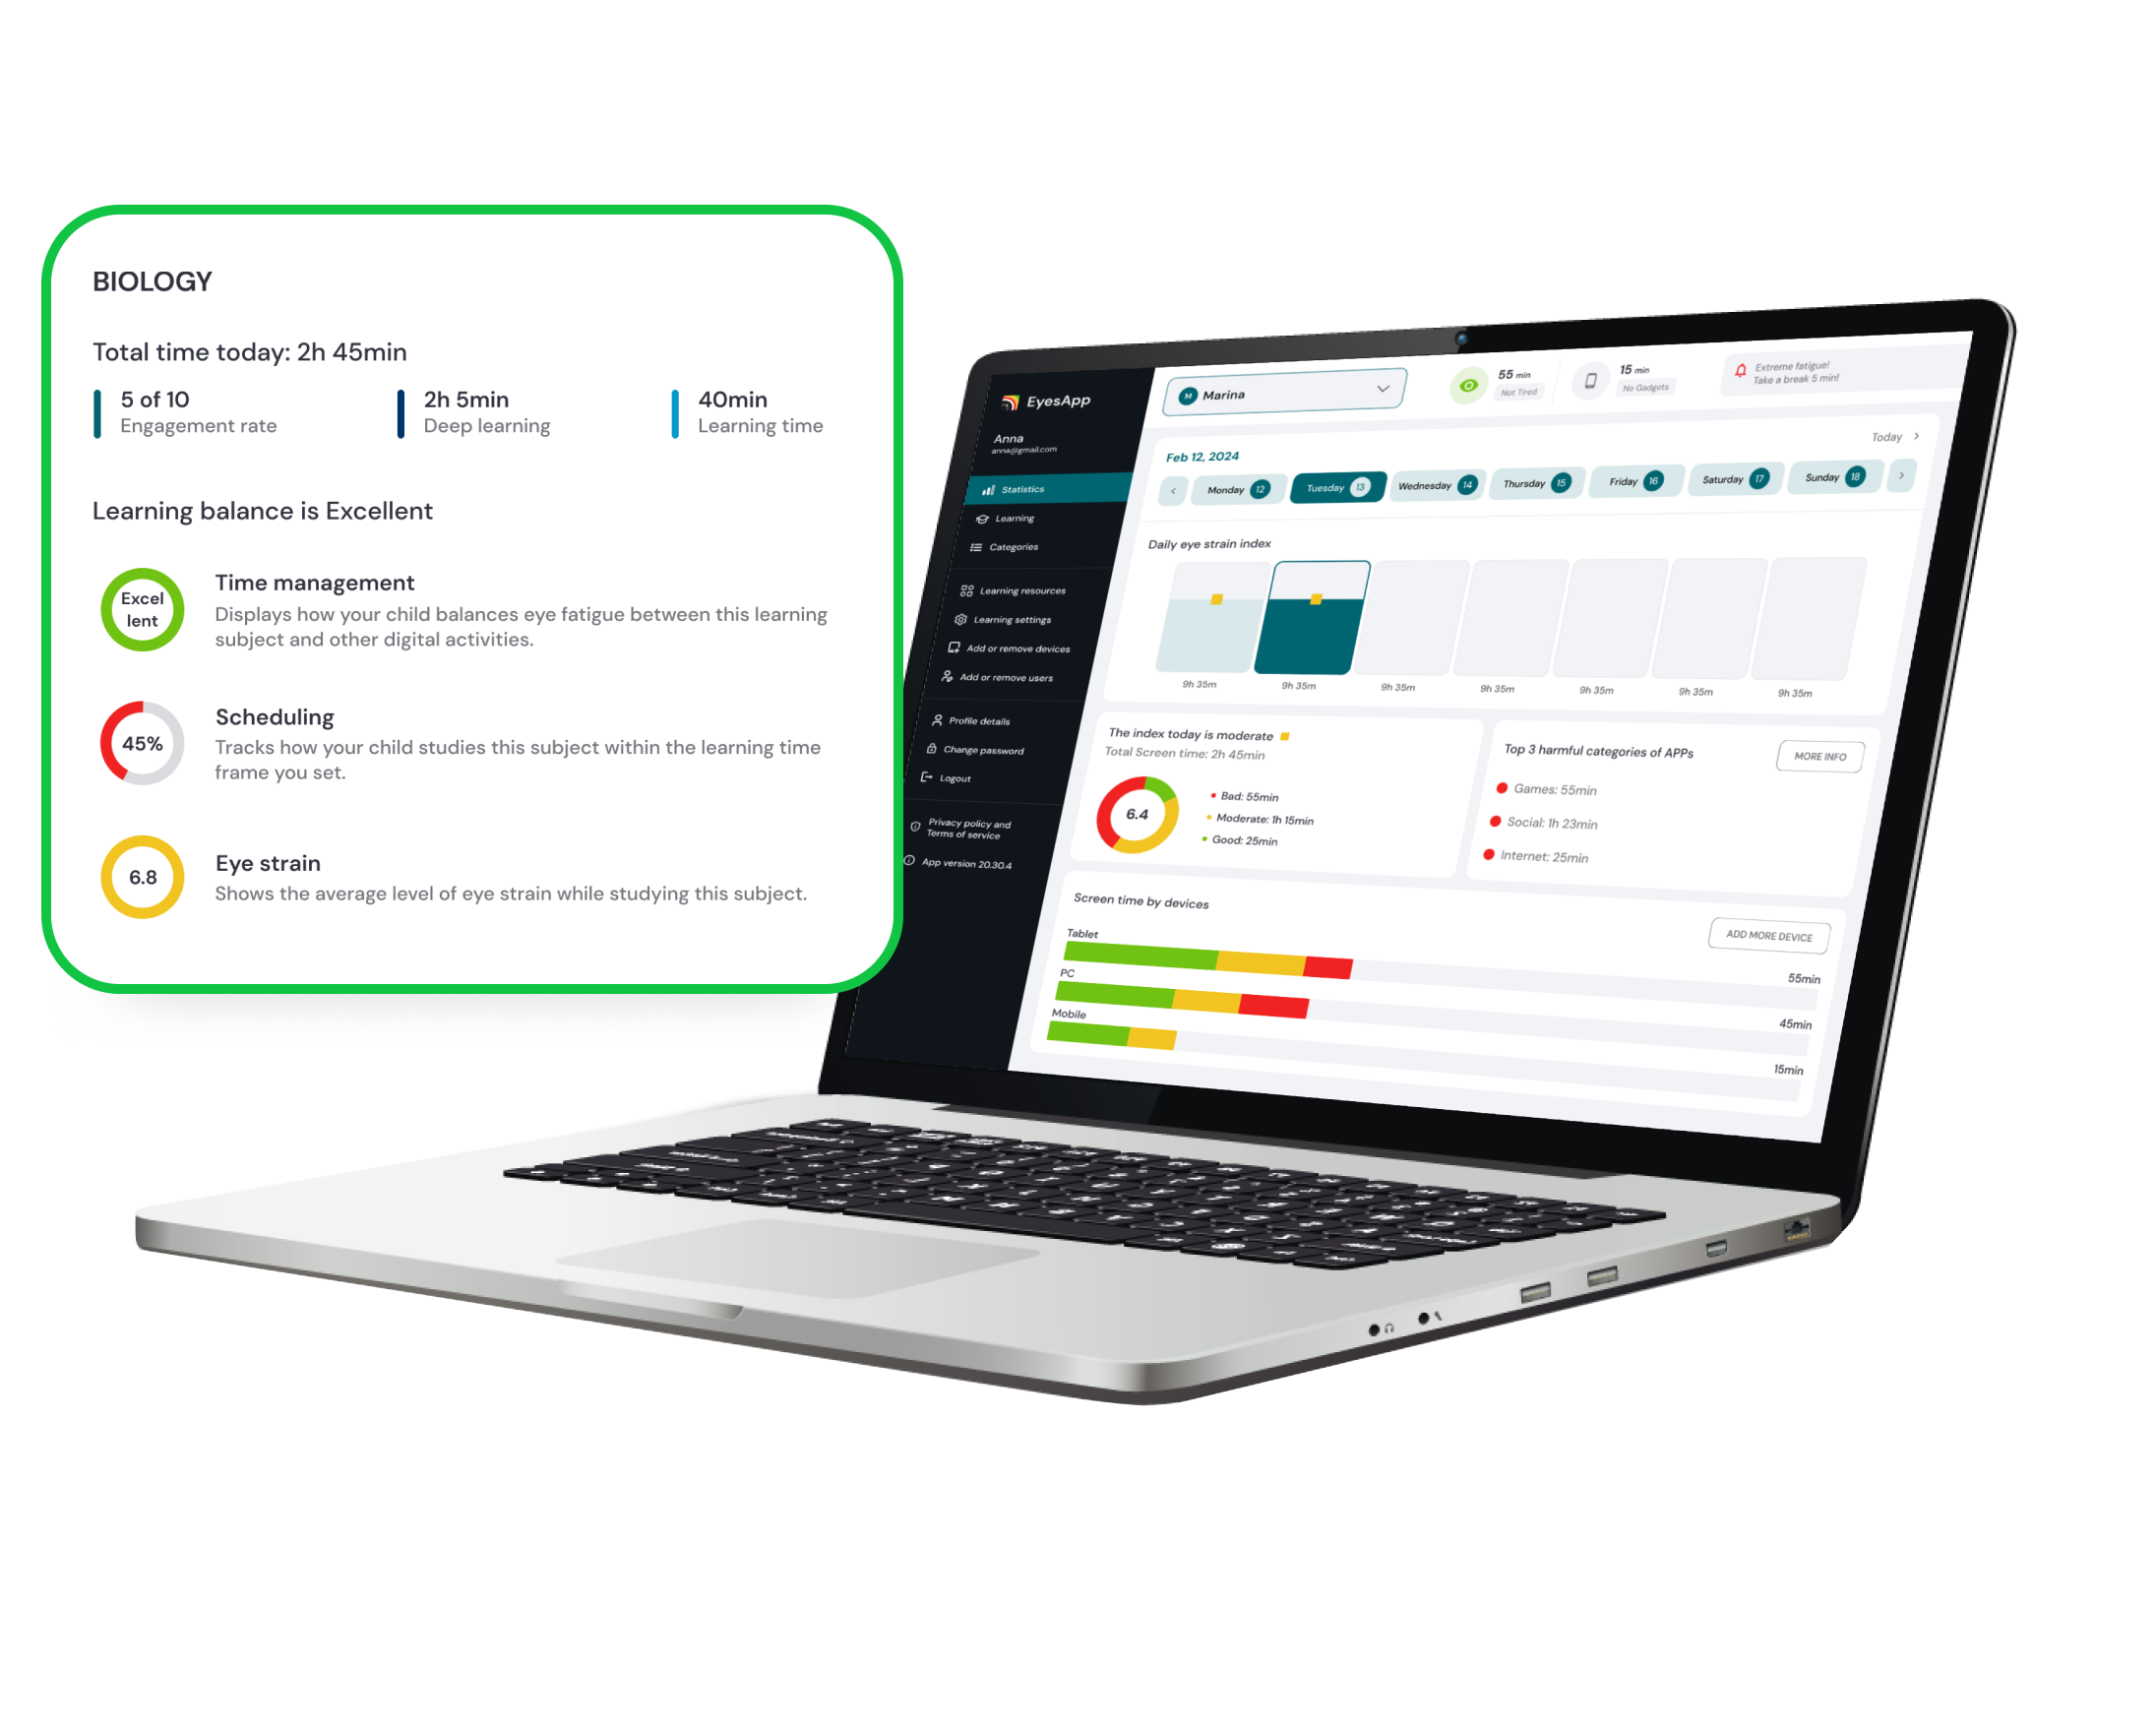 BIOLOGY
Total time today: 2h 45min
5 of 10
Engagement rate
2h 5min
Deep learning
40min
Learning time
Learning balance is Excellent
Excel
lent
Time management
Displays how your child balances eye fatigue between this learning
subject and other digital activities.
45%
Scheduling
Tracks how your child studies this subject within the learning time
frame you set.
6.8
Eye strain
Shows the average level of eye strain while studying this subject.
EyesApp
Anna
anna@gmail.com
Statistics
Learning
Categories
Learning resources
Learning settings
Add or remove devices
Add or remove users
Profile details
Change password
Logout
Privacy policy and
Terms of service
App version 20.30.4
M Marina
55 min
Not Tired
15 min
No Gadgets
Extreme fatigue!
Take a break 5 min!
Feb 12, 2024
Today
Monday 12
Tuesday 13
Wednesday 14
Thursday 15
Friday 16
Saturday 17
Sunday 18
Daily eye strain index
9h 35m
9h 35m
9h 35m
9h 35m
9h 35m
9h 35m
9h 35m
The index today is moderate
Total Screen time: 2h 45min
6.4
Bad: 55min
Moderate: 1h 15min
Good: 25min
Top 3 harmful categories of APPs
MORE INFO
Games: 55min
Social: 1h 23min
Internet: 25min
Screen time by devices
ADD MORE DEVICE
Tablet
55min
PC
45min
Mobile
15min